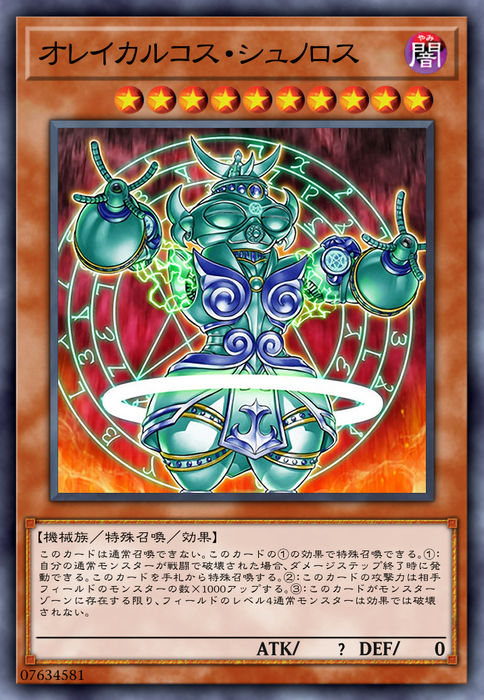 オレイカルコス・シュノロス
やみ
闇
【機械族／特殊召喚／効果】
このカードは通常召喚できない。このカードの①の効果で特殊召喚できる。①：
自分の通常モンスターが戦闘で破壊された場合、ダメージステップ終了時に発
動できる。このカードを手札から特殊召喚する。②：このカードの攻撃力は相手
フィールドのモンスターの数×1000アップする。③：このカードがモンスター
ゾーンに存在する限り、フィールドのレベル4通常モンスターは効果では破壊
されない。
ATK/ ? DEF/ 0
07634581